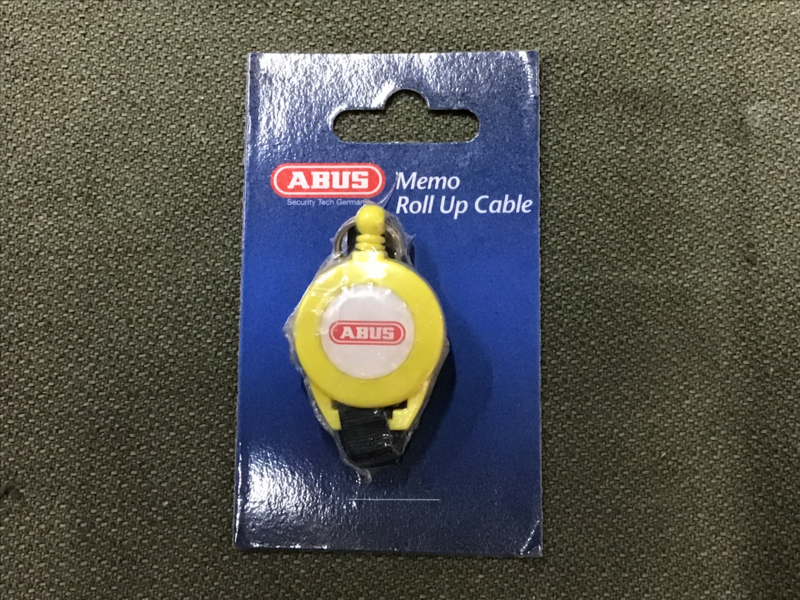 ABUS
Security Tech Germany
Memo
Roll Up Cable
ABUS